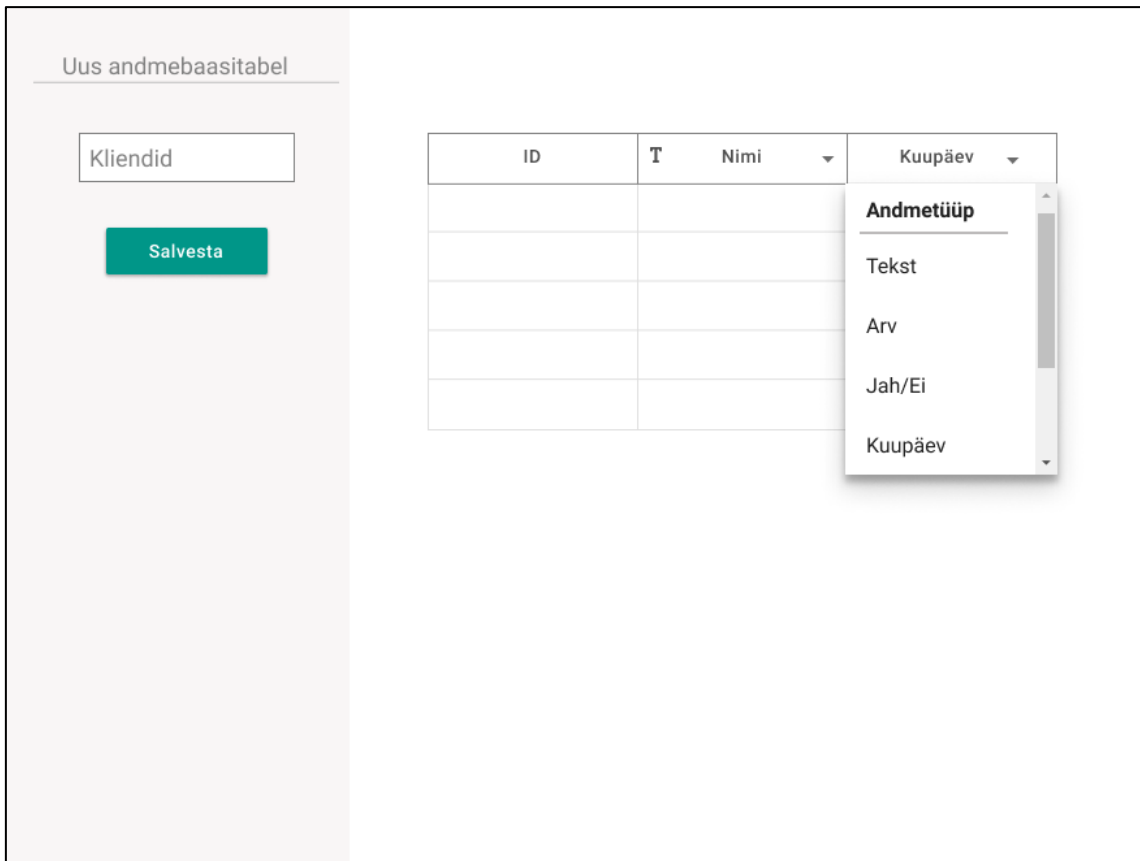 Uus andmebaasitabel
Kliendid
Salvesta
ID T Nimi Kuupäev
Andmetüüp
Tekst
Arv
Jah/Ei
Kuupäev